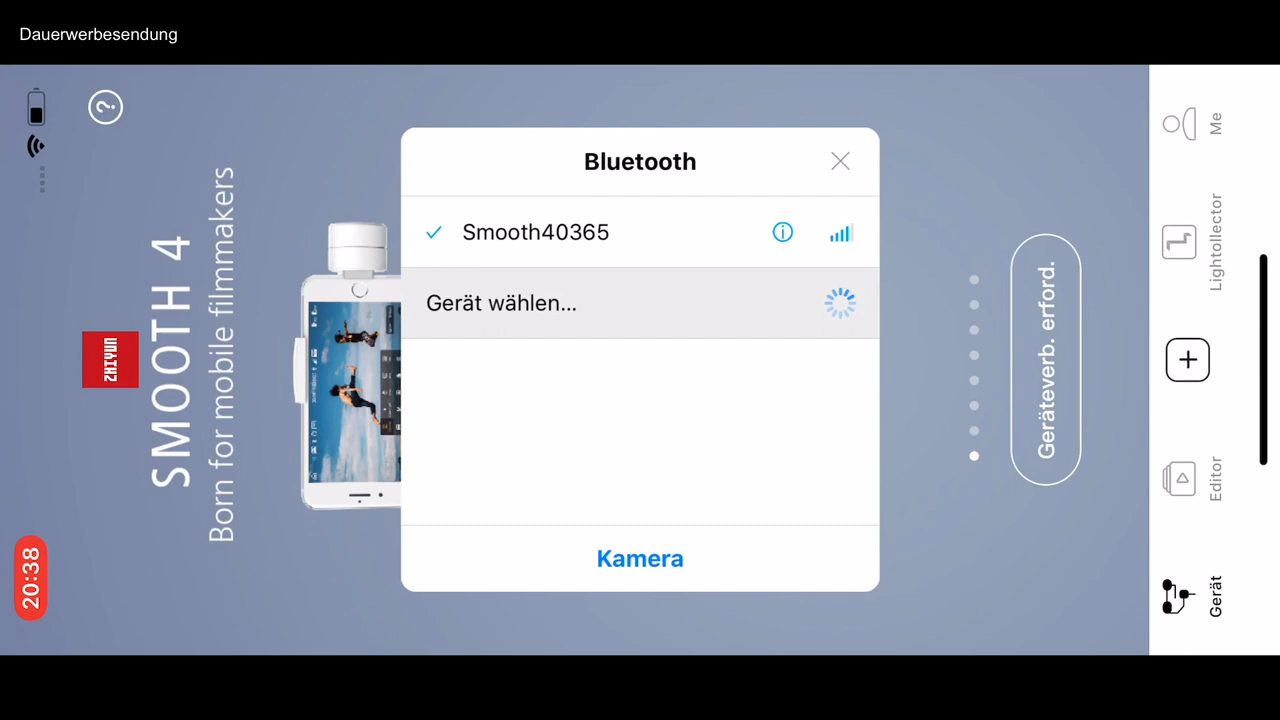 Dauerwerbesendung
20:38
ZHIYUN
SMOOTH 4
Born for mobile filmmakers
Bluetooth
Smooth40365
Gerät wählen...
Kamera
Geräteverb. erford.
Gerät
Editor
Lightollector
Me